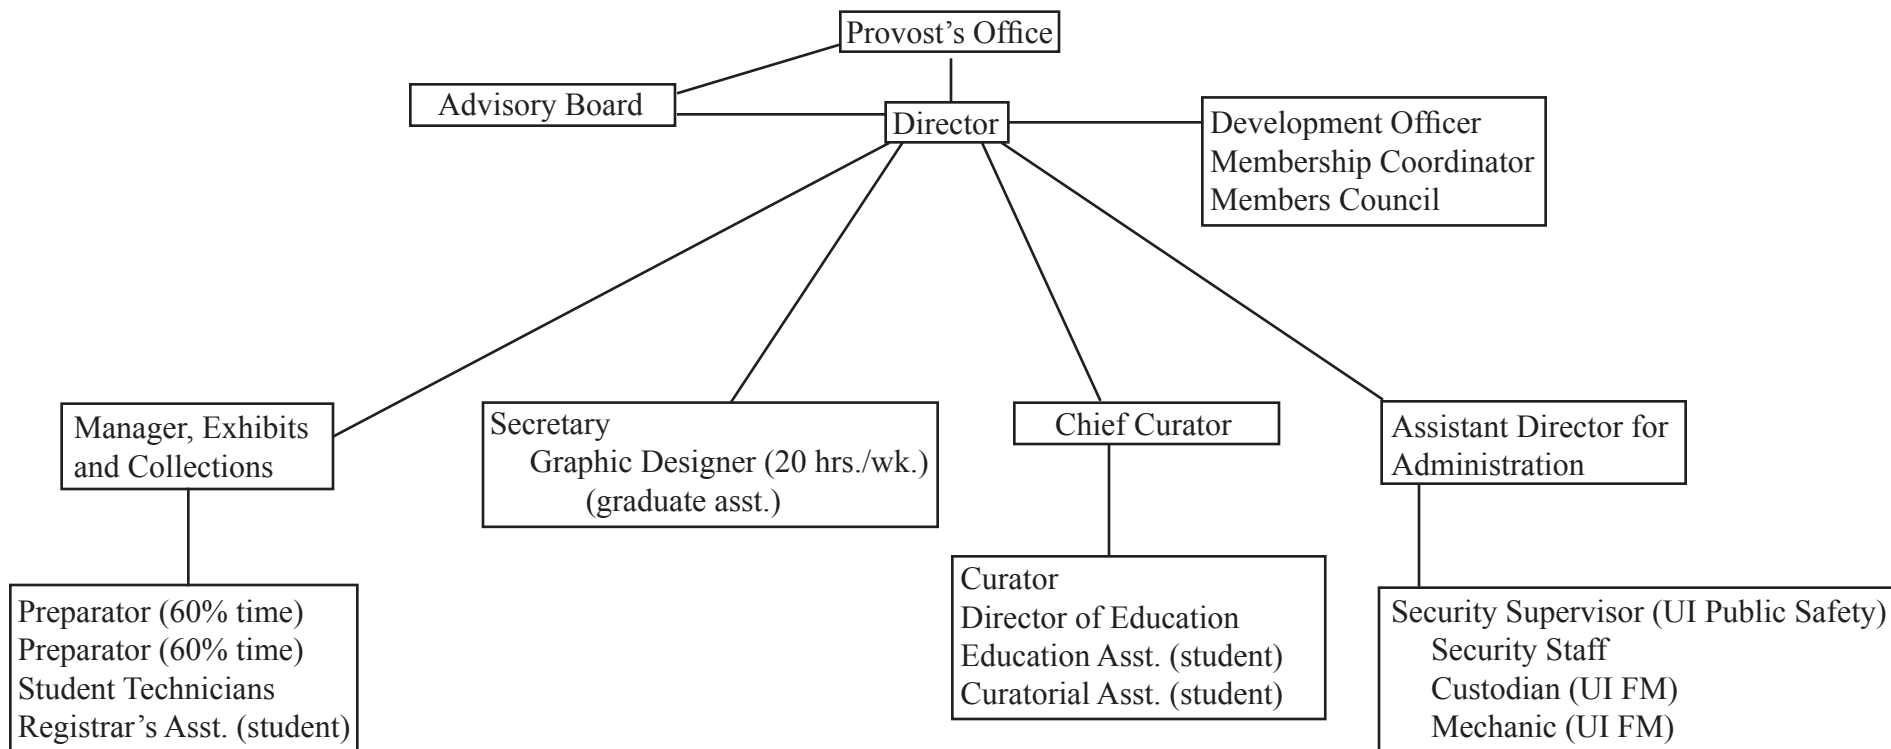 Provost’s Office
Advisory Board
Director
Development Officer
Membership Coordinator
Members Council
Manager, Exhibits
and Collections
Secretary
Graphic Designer (20 hrs./wk.)
(graduate asst.)
Chief Curator
Assistant Director for
Administration
Preparator (60% time)
Preparator (60% time)
Student Technicians
Registrar’s Asst. (student)
Curator
Director of Education
Education Asst. (student)
Curatorial Asst. (student)
Security Supervisor (UI Public Safety)
Security Staff
Custodian (UI FM)
Mechanic (UI FM)